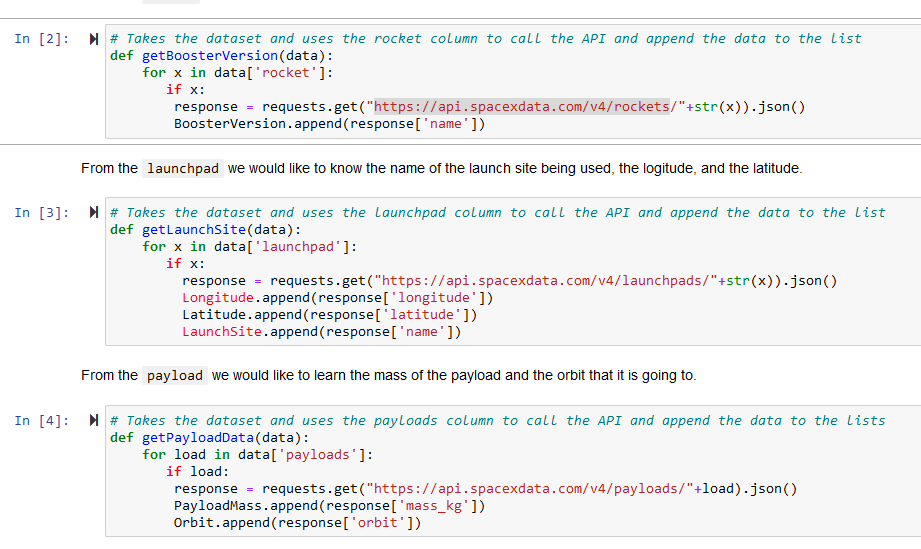 In [2]: # Takes the dataset and uses the rocket column to call the API and append the data to the list
def getBoosterVersion(data):
    for x in data['rocket']:
       if x:
        response = requests.get("https://api.spacexdata.com/v4/rockets/"+str(x)).json()
        BoosterVersion.append(response['name'])
From the launchpad we would like to know the name of the launch site being used, the logitude, and the latitude.
In [3]: # Takes the dataset and uses the launchpad column to call the API and append the data to the list
def getLaunchSite(data):
    for x in data['launchpad']:
       if x:
         response = requests.get("https://api.spacexdata.com/v4/launchpads/"+str(x)).json()
         Longitude.append(response['longitude'])
         Latitude.append(response['latitude'])
         LaunchSite.append(response['name'])
From the payload we would like to learn the mass of the payload and the orbit that it is going to.
In [4]: # Takes the dataset and uses the payloads column to call the API and append the data to the lists
def getPayloadData(data):
    for load in data['payloads']:
       if load:
        response = requests.get("https://api.spacexdata.com/v4/payloads/"+load).json()
        PayloadMass.append(response['mass_kg'])
        Orbit.append(response['orbit'])